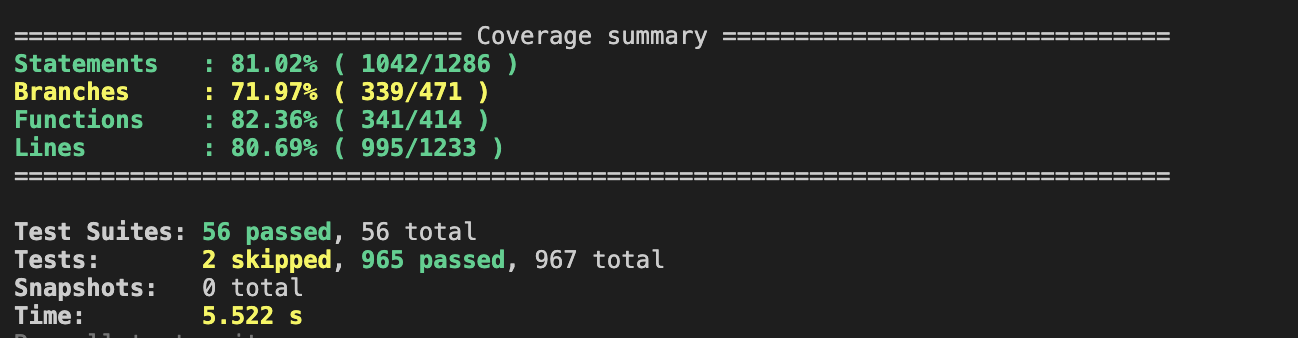 =============================== Coverage summary ===============================
Statements   : 81.02% ( 1042/1286 )
Branches     : 71.97% ( 339/471 )
Functions    : 82.36% ( 341/414 )
Lines        : 80.69% ( 995/1233 )
================================================================================
Test Suites: 56 passed, 56 total
Tests:       2 skipped, 965 passed, 967 total
Snapshots:   0 total
Time:        5.522 s